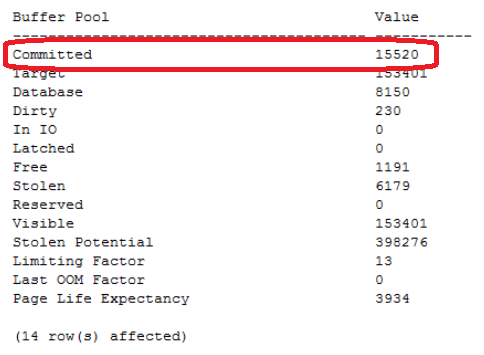 Buffer Pool Value
---------------------------------------- -----------
Committed 15520
Target 153401
Database 8150
Dirty 230
In IO 0
Latched 0
Free 1191
Stolen 6179
Reserved 0
Visible 153401
Stolen Potential 398276
Limiting Factor 13
Last OOM Factor 0
Page Life Expectancy 3934
(14 row(s) affected)